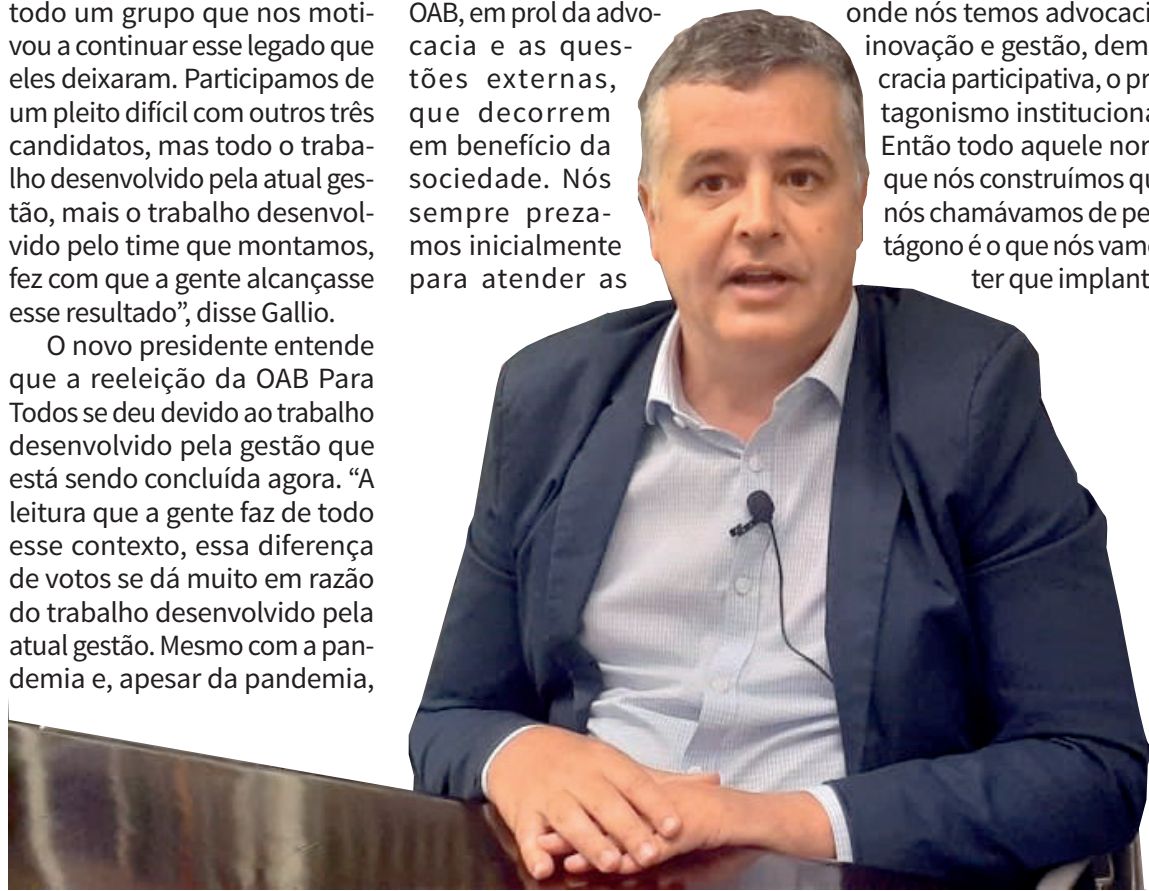 todo um grupo que nos moti-
vou a continuar esse legado que
eles deixaram. Participamos de
um pleito difícil com outros três
candidatos, mas todo o traba-
lho desenvolvido pela atual ges-
tão, mais o trabalho desenvol-
vido pelo time que montamos,
fez com que a gente alcançasse
esse resultado”, disse Gallio.
O novo presidente entende
que a reeleição da OAB Para
Todos se deu devido ao trabalho
desenvolvido pela gestão que
está sendo concluída agora. “A
leitura que a gente faz de todo
esse contexto, essa diferença
de votos se dá muito em razão
do trabalho desenvolvido pela
atual gestão. Mesmo com a pan-
demia e, apesar da pandemia,
OAB, em prol da advo-
cacia e as ques-
tões externas,
que decorrem
em benefício da
sociedade. Nós
sempre preza-
mos inicialmente
para atender as
onde nós temos advocaci
inovação e gestão, dem
cracia participativa, o pr
tagonismo instituciona
Então todo aquele nor
que nós construímos qu
nós chamávamos de pe
tágono é o que nós vam
ter que implant